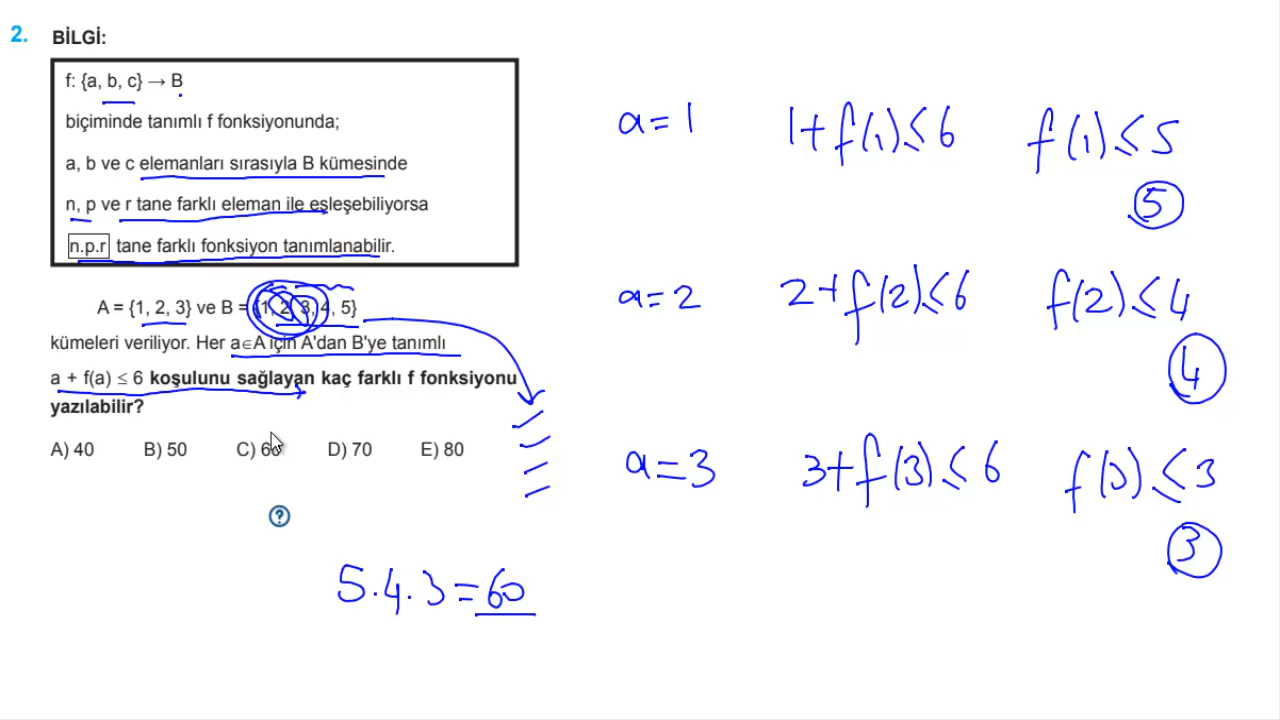 2. BİLGİ:
f: {a, b, c} → B
biçiminde tanımlı f fonksiyonunda;
a, b ve c elemanları sırasıyla B kümesinde
n, p ve r tane farklı eleman ile eşleşebiliyorsa
n.p.r tane farklı fonksiyon tanımlanabilir.
A = {1, 2, 3} ve B = {1, 2, 3, 4, 5}
kümeleri veriliyor. Her a∈A için A'dan B'ye tanımlı
a + f(a) ≤ 6 koşulunu sağlayan kaç farklı f fonksiyonu
yazılabilir?
A) 40 B) 50 C) 60 D) 70 E) 80
5.4.3=60
a=1 1+f(1)≤6 f(1)≤5
5
a=2 2+f(2)≤6 f(2)≤4
4
a=3 3+f(3)≤6 f(3)≤3
3